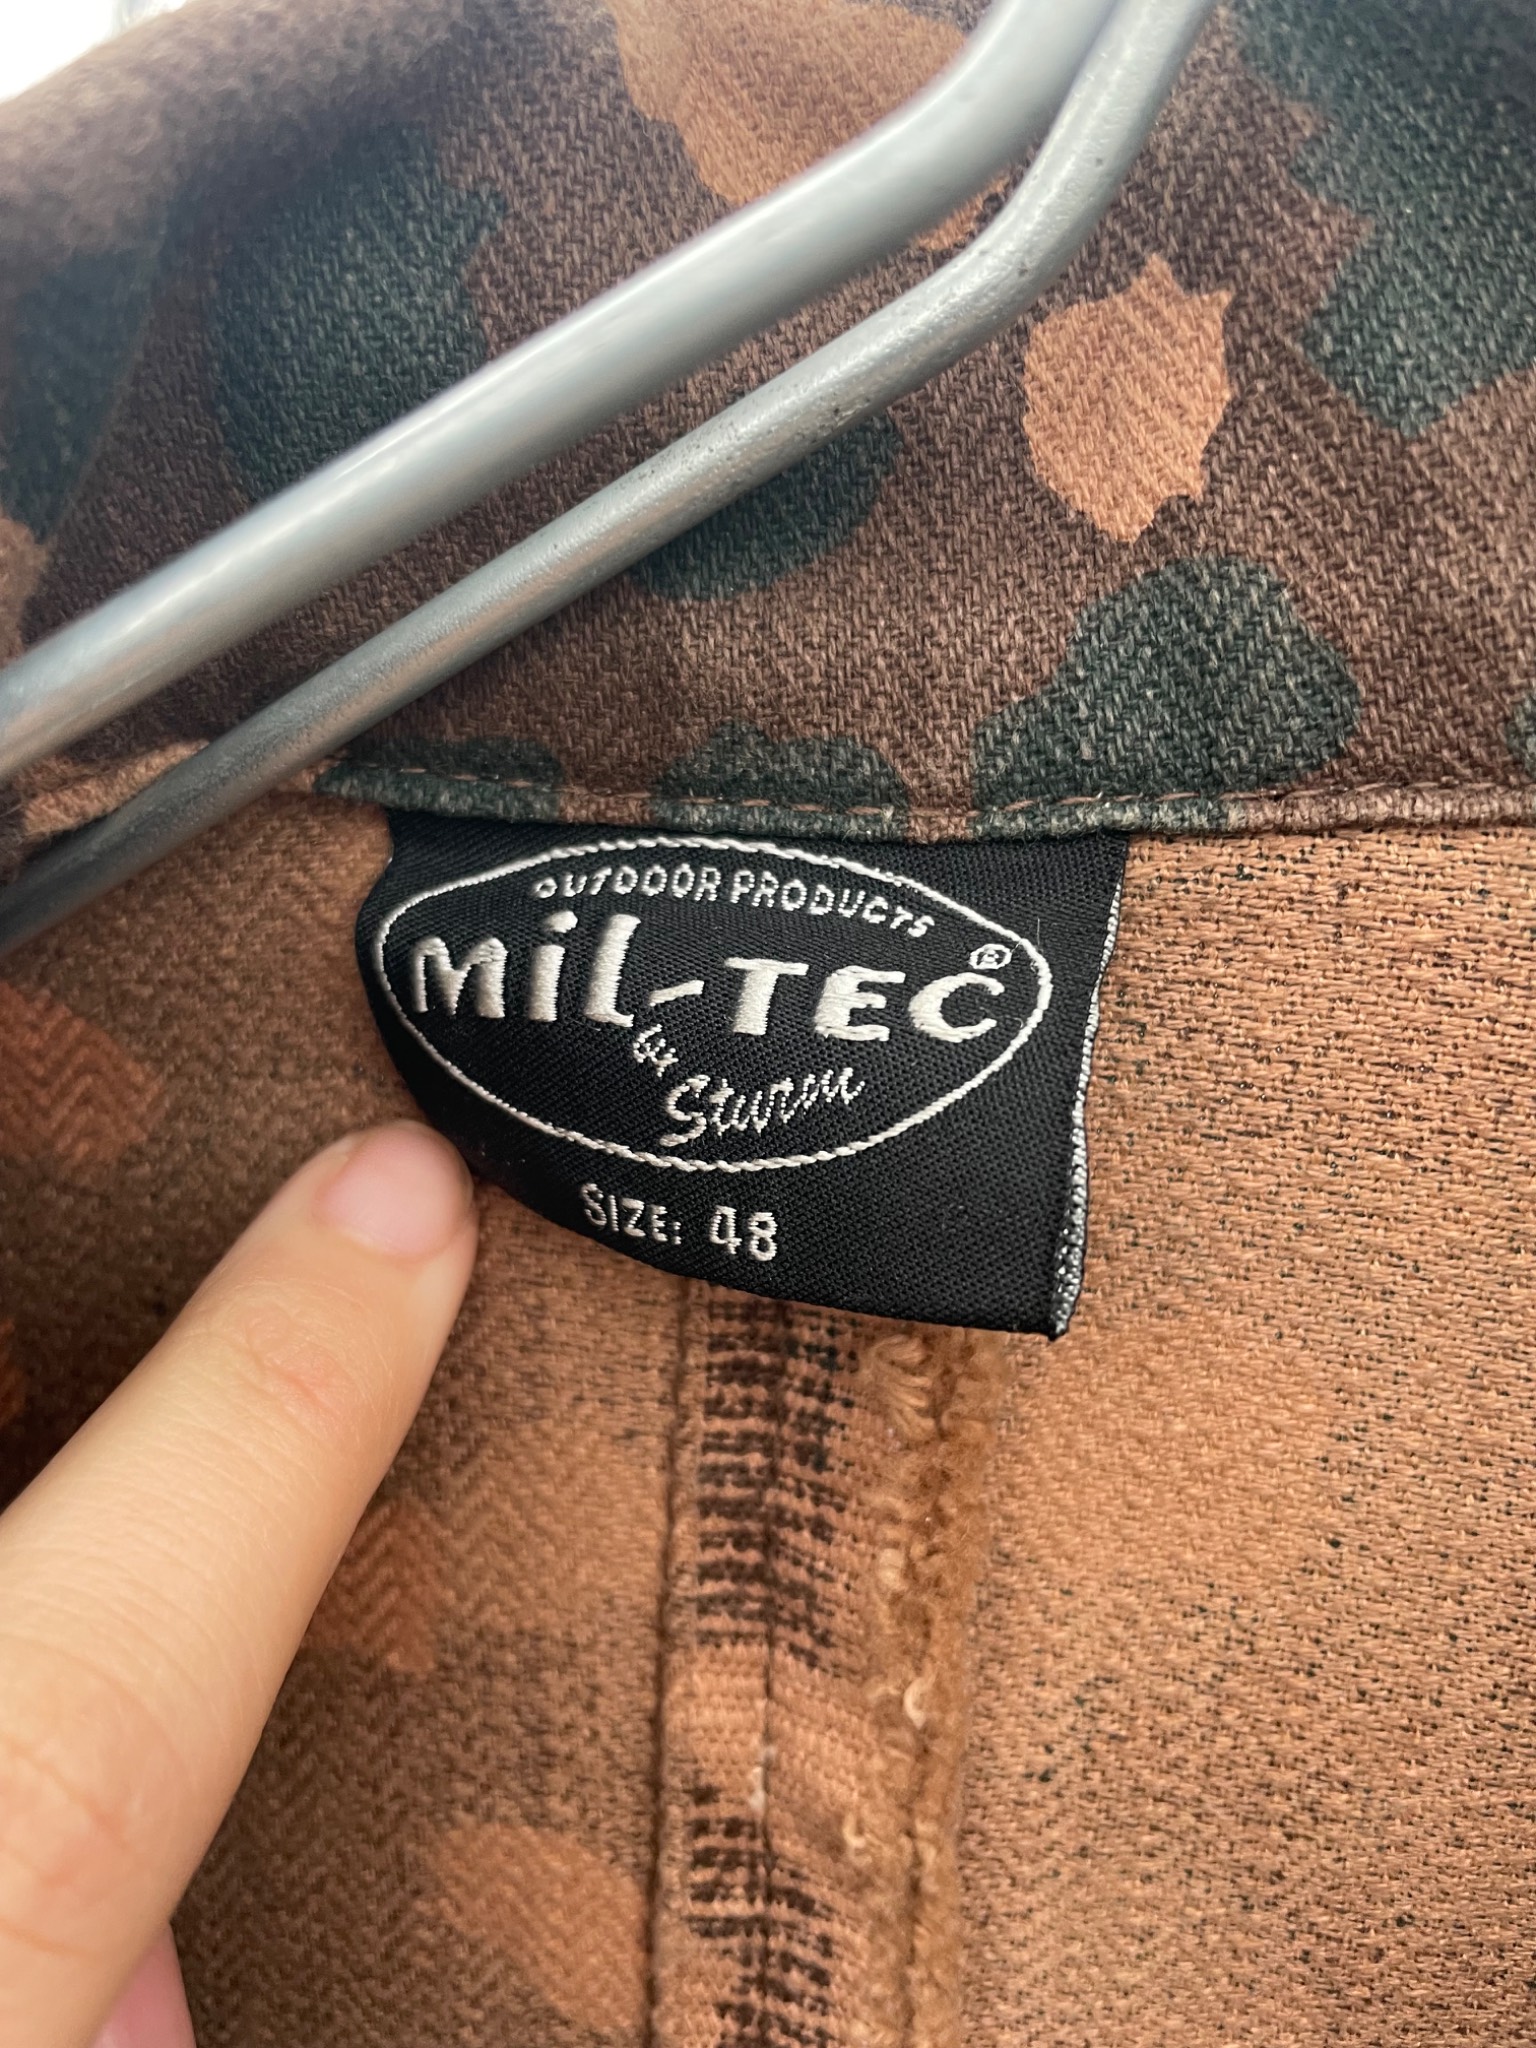 OUTDOOR PRODUCTS
MiL-TEC®
by
Sturm
SIZE: 48